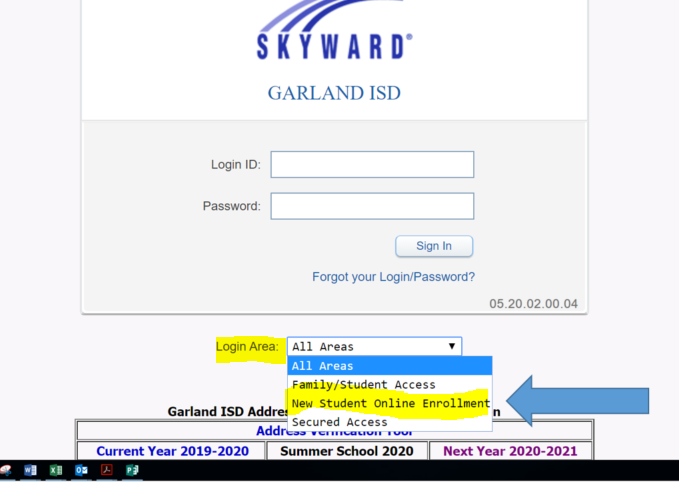 SKYWARD®
GARLAND ISD
Login ID:
Password:
Sign In
Forgot your Login/Password?
05.20.02.00.04
Login Area: All Areas
All Areas
Family/Student Access
New Student Online Enrollment
Secured Access
Garland ISD Addre n
Address Verification Tool
Current Year 2019-2020 Summer School 2020 Next Year 2020-2021